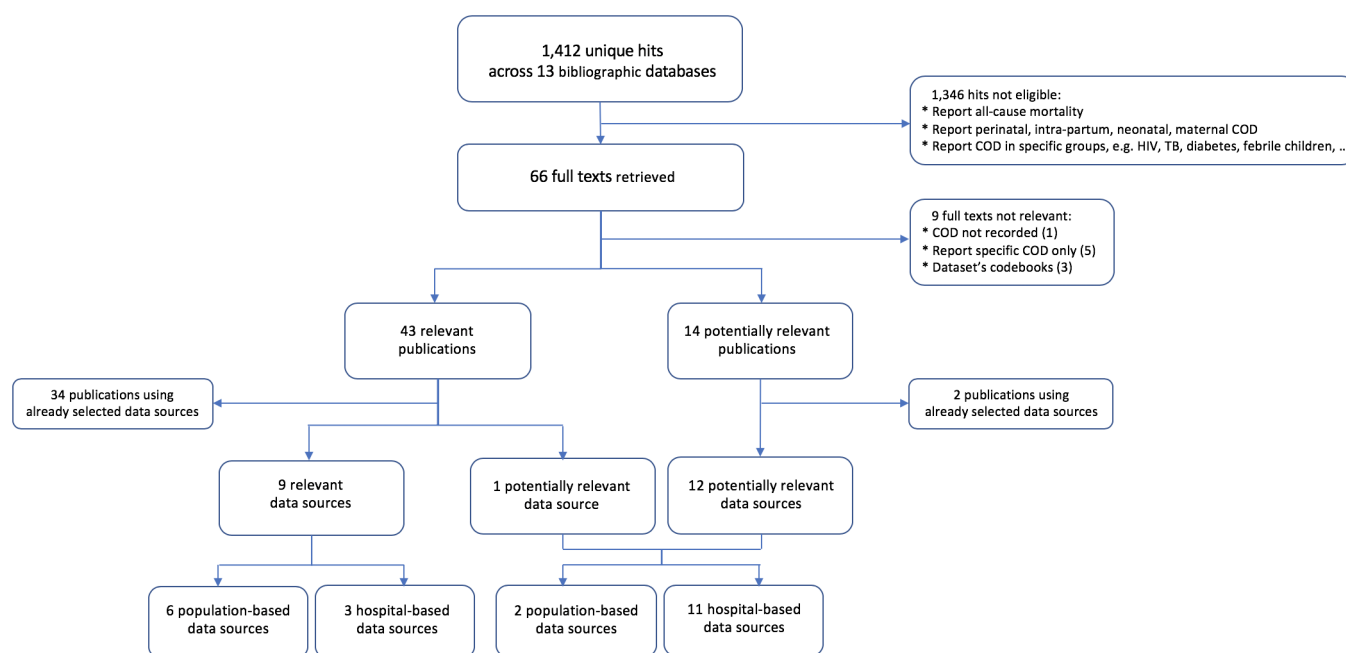 1,412 unique hits
across 13 bibliographic databases
1,346 hits not eligible:
* Report all-cause mortality
* Report perinatal, intra-partum, neonatal, maternal COD
* Report COD in specific groups, e.g. HIV, TB, diabetes, febrile children, ..
66 full texts retrieved
9 full texts not relevant:
* COD not recorded (1)
* Report specific COD only (5)
* Dataset's codebooks (3)
43 relevant
publications
14 potentially relevant
publications
34 publications using
already selected data sources
2 publications using
already selected data sources
9 relevant
data sources
1 potentially relevant
data source
12 potentially relevant
data sources
6 population-based
data sources
3 hospital-based
data sources
2 population-based
data sources
11 hospital-based
data sources